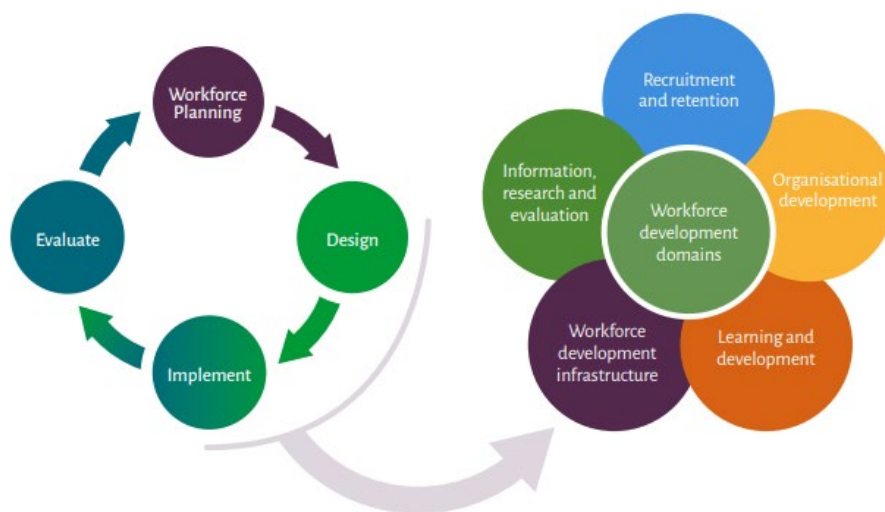 Workforce
Planning
Design
Implement
Evaluate
Recruitment
and retention
Organisational
development
Learning and
development
Workforce
development
infrastructure
Information,
research and
evaluation
Workforce
development
domains